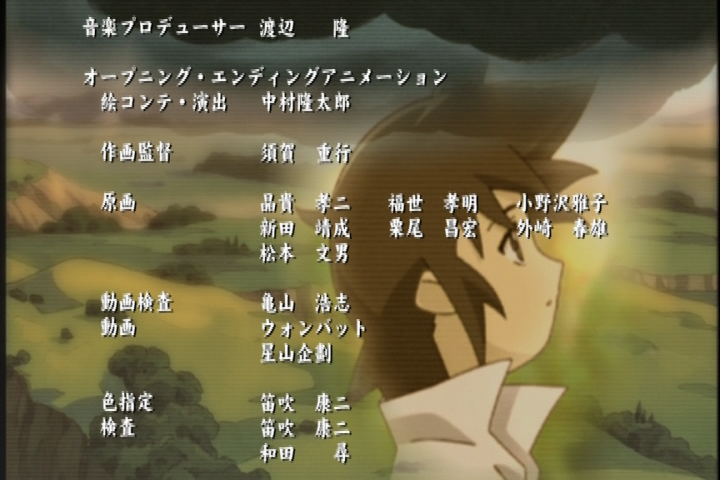 音楽プロデューサー 渡辺　隆
オープニング・エンディングアニメーション
絵コンテ・演出　中村隆太郎
作画監督　須賀　重行
原画　晶貴　孝二　福世　孝明　小野沢雅子
新田　靖成　栗尾　昌宏　外崎　春雄
松本　文男
動画検査　亀山　浩志
動画　ウォンバット
星山企劃
色指定　笛吹　康二
検査　笛吹　康二
和田　尋